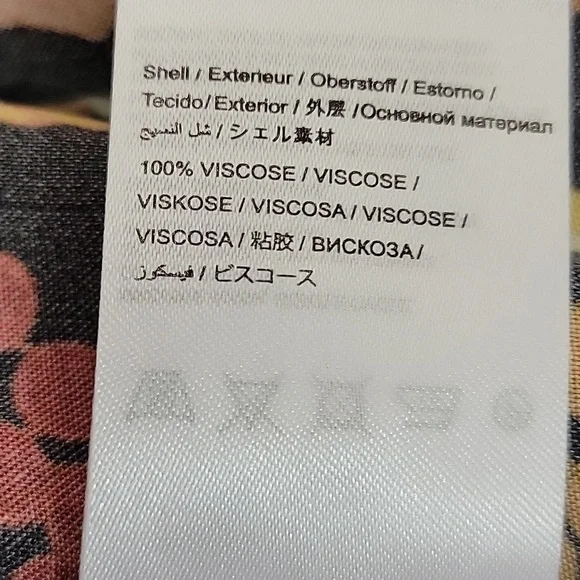 Shell / Exterieur / Oberstoff / Estorno /
Tecido/ Exterior / 外层 /Основной материал
شل النسيج / シェル素材
100% VISCOSE / VISCOSE /
VISKOSE / VISCOSA / VISCOSE /
VISCOSA / 粘胶 / ВИСКОЗА /
فيسكوز / ビスコース